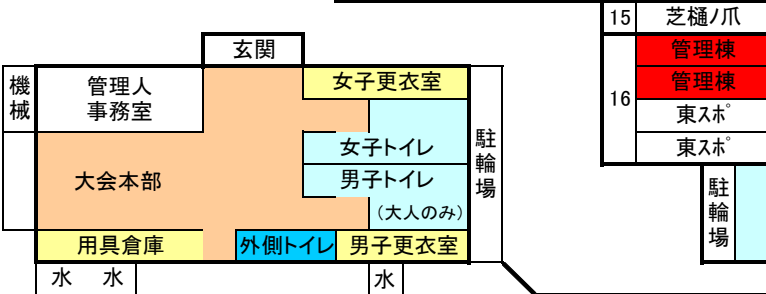 15 芝樋ノ爪
玄関
管理棟
機械
管理人
事務室
女子更衣室
16
管理棟
東スポ
女子トイレ
駐輪場
東スポ
大会本部
男子トイレ
(大人のみ)
駐輪場
用具倉庫
外側トイレ
男子更衣室
水 水
水